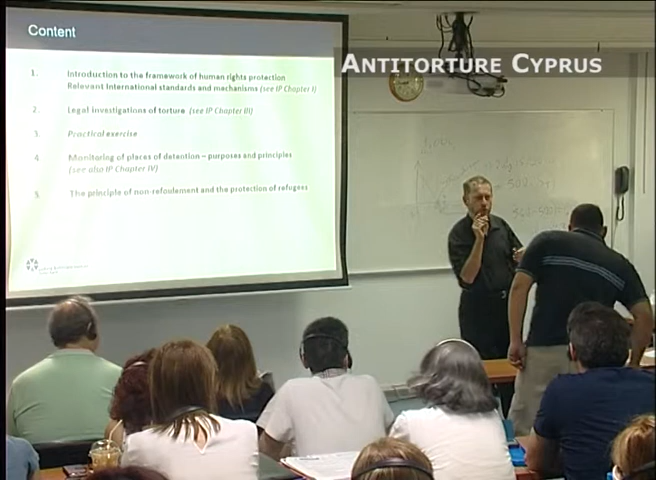 Content
ANTITORTURE CYPRUS
1. Introduction to the framework of human rights protection
Relevant International standards and mechanisms (see IP Chapter I)
2. Legal investigations of torture (see IP Chapter III)
3. Practical exercise
4. Monitoring of places of detention – purposes and principles
(see also IP Chapter IV)
5. The principle of non-refoulement and the protection of refugees